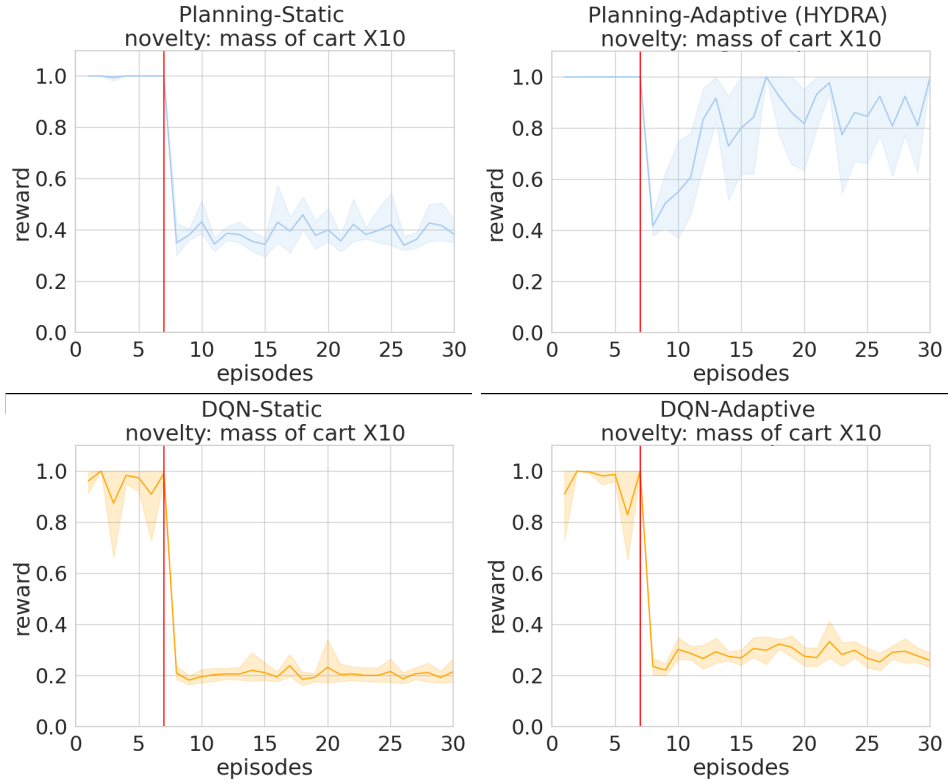 Planning-Static
novelty: mass of cart X10
reward
1.0
0.8
0.6
0.4
0.2
0.0
0 5 10 15 20 25 30
episodes
Planning-Adaptive (HYDRA)
novelty: mass of cart X10
reward
1.0
0.8
0.6
0.4
0.2
0.0
0 5 10 15 20 25 30
episodes
DQN-Static
novelty: mass of cart X10
reward
1.0
0.8
0.6
0.4
0.2
0.0
0 5 10 15 20 25 30
episodes
DQN-Adaptive
novelty: mass of cart X10
reward
1.0
0.8
0.6
0.4
0.2
0.0
0 5 10 15 20 25 30
episodes